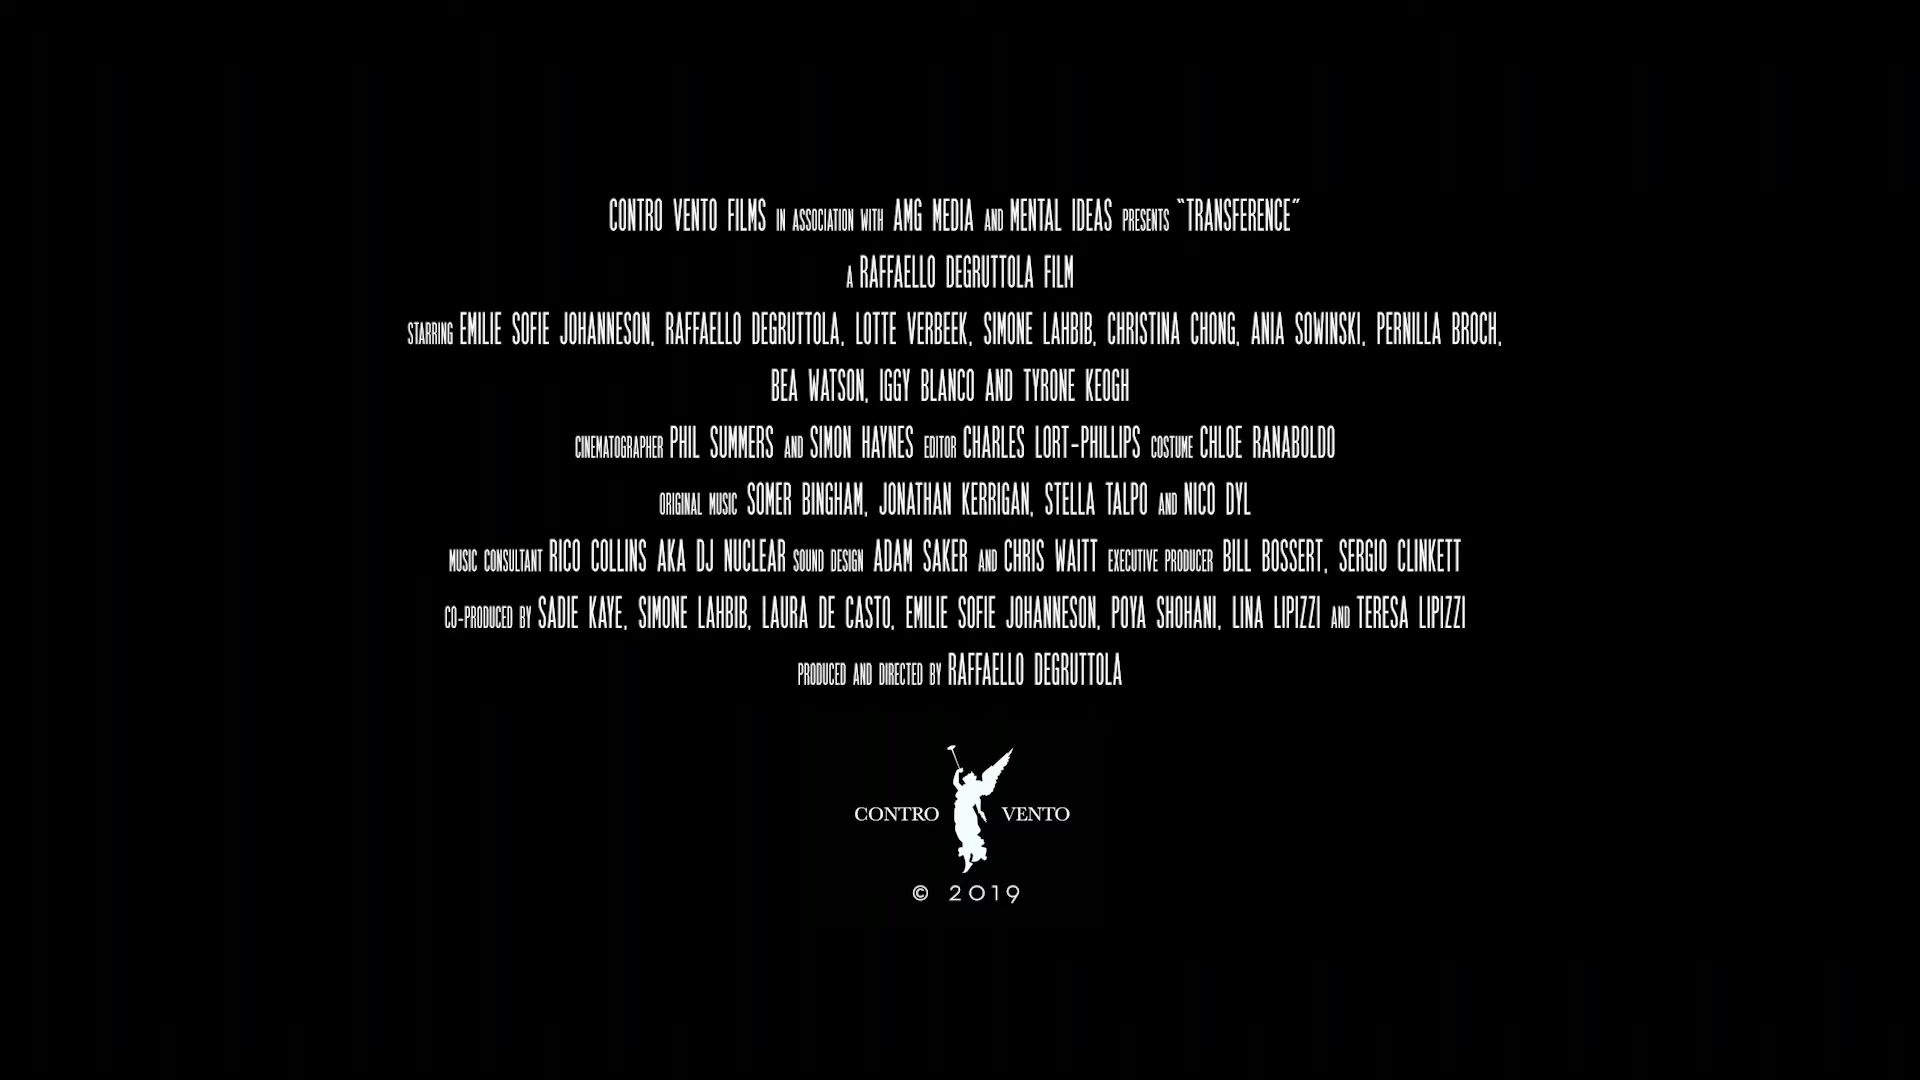 CONTRO VENTO FILMS IN ASSOCIATION WITH AMG MEDIA AND MENTAL IDEAS PRESENTS "TRANSFERENCE"
A RAFFAELLO DEGRUTTOLA FILM
STARRING EMILIE SOFIE JOHANNESON, RAFFAELLO DEGRUTTOLA, LOTTE VERBEEK, SIMONE LAHBIB, CHRISTINA CHONG, ANIA SOWINSKI, PERNILLA BROCH,
BEA WATSON, IGGY BLANCO AND TYRONE KEOGH
CINEMATOGRAPHER PHIL SUMMERS AND SIMON HAYNES EDITOR CHARLES LORT-PHILLIPS COSTUME CHLOE RANABOLDO
ORIGINAL MUSIC SOMER BINGHAM, JONATHAN KERRIGAN, STELLA TALPO AND NICO DYL
MUSIC CONSULTANT RICO COLLINS AKA DJ NUCLEAR SOUND DESIGN ADAM SAKER AND CHRIS WAITT EXECUTIVE PRODUCER BILL BOSSERT, SERGIO CLINKETT
CO-PRODUCED BY SADIE KAYE, SIMONE LAHBIB, LAURA DE CASTO, EMILIE SOFIE JOHANNESON, POYA SHOHANI, LINA LIPIZZI AND TERESA LIPIZZI
PRODUCED AND DIRECTED BY RAFFAELLO DEGRUTTOLA
CONTRO VENTO
© 2019